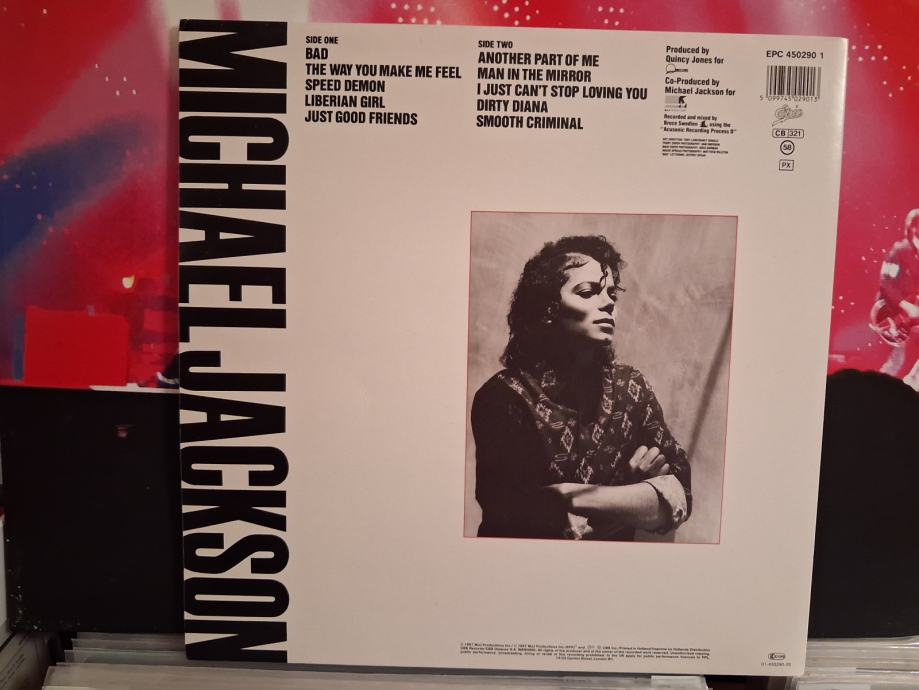 MICHAEL JACKSON
SIDE ONE
BAD
THE WAY YOU MAKE ME FEEL
SPEED DEMON
LIBERIAN GIRL
JUST GOOD FRIENDS
SIDE TWO
ANOTHER PART OF ME
MAN IN THE MIRROR
I JUST CAN'T STOP LOVING YOU
DIRTY DIANA
SMOOTH CRIMINAL
Produced by
Quincy Jones for
Co-Produced by
Michael Jackson for
Recorded and mixed by
Bruce Swedien using the
"Acusonic Recording Process"
EPC 450290 1
5 099745 029013
Epic
CB 321
58
PX